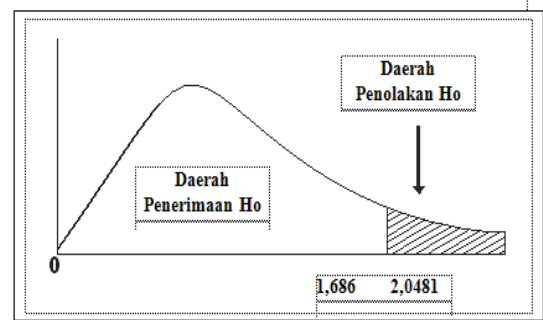 Daerah
Penolakan Ho
Daerah
Penerimaan Ho
0
1,686 2,0481